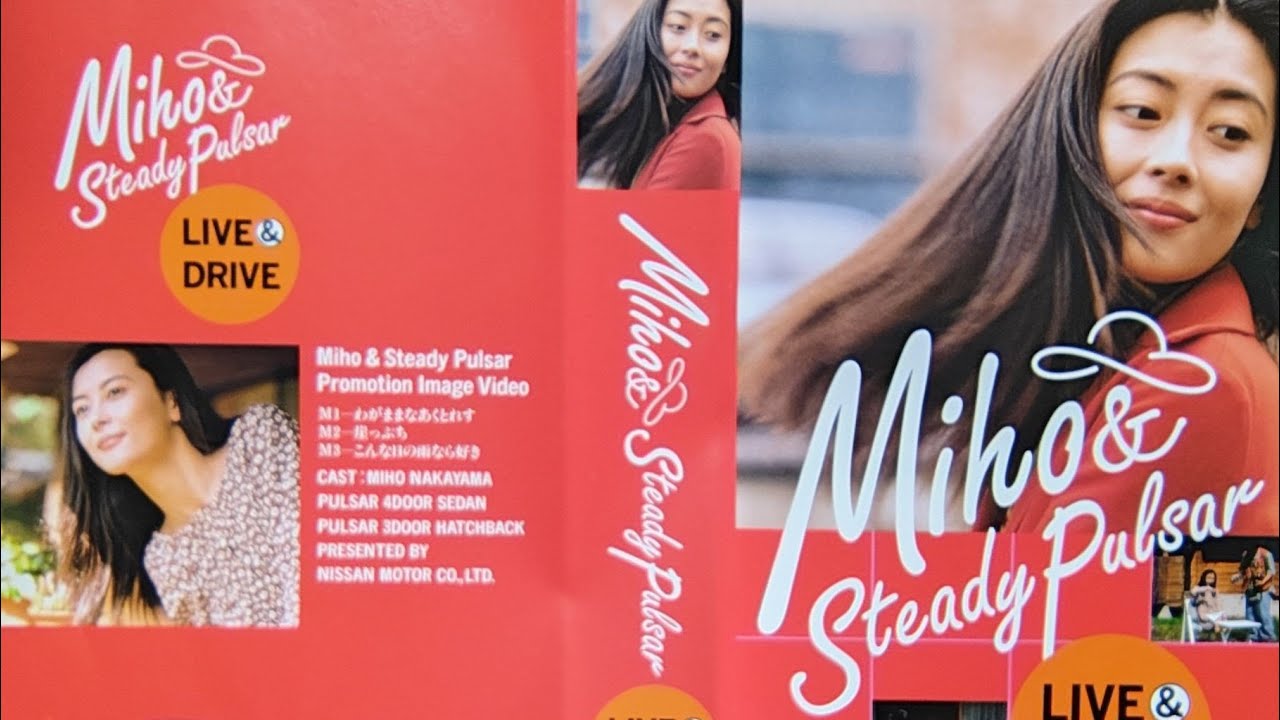 Miho &
Steady Pulsar
LIVE &
DRIVE
Miho & Steady Pulsar
Promotion Image Video
M1—わがままなあくとれす
M2—崖っぷち
M3—こんな日の雨なら好き
CAST : MIHO NAKAYAMA
PULSAR 4DOOR SEDAN
PULSAR 3DOOR HATCHBACK
PRESENTED BY
NISSAN MOTOR CO.,LTD.
Miho & Steady Pulsar
LIVE &
Miho &
Steady Pulsar
LIVE &